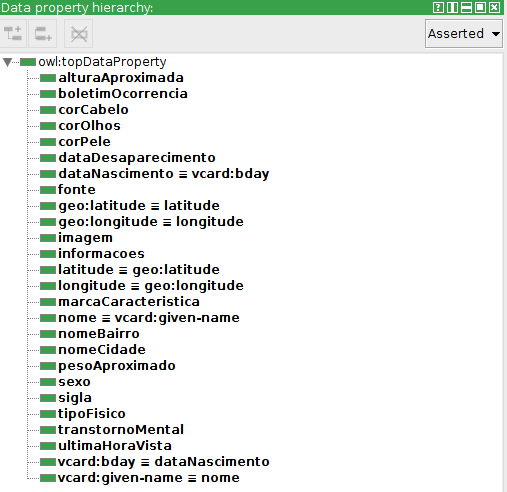 Data property hierarchy:
Asserted
owl:topDataProperty
alturaAproximada
boletimOcorrencia
corCabelo
corOlhos
corPele
dataDesaparecimento
dataNascimento ≡ vcard:bday
fonte
geo:latitude ≡ latitude
geo:longitude ≡ longitude
imagem
informacoes
latitude ≡ geo:latitude
longitude ≡ geo:longitude
marcaCaracteristica
nome ≡ vcard:given-name
nomeBairro
nomeCidade
pesoAproximado
sexo
sigla
tipoFisico
transtornoMental
ultimaHoraVista
vcard:bday ≡ dataNascimento
vcard:given-name ≡ nome